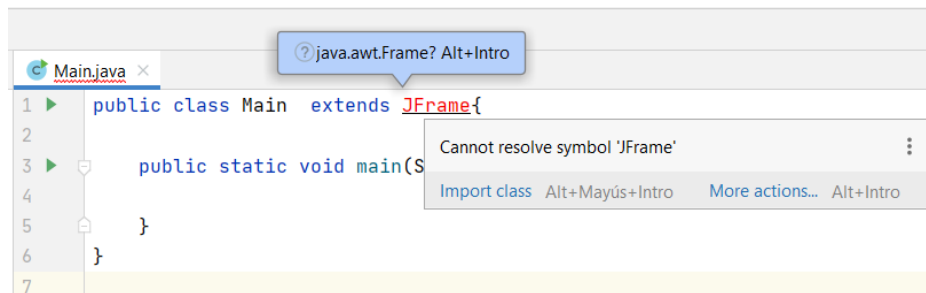 ?java.awt.Frame? Alt+Intro
Main.java
1 public class Main extends JFrame{
Cannot resolve symbol 'JFrame'
2
3 public static void main(S
Import class Alt+Mayús+Intro More actions... Alt+Intro
4
5 }
6 }
7